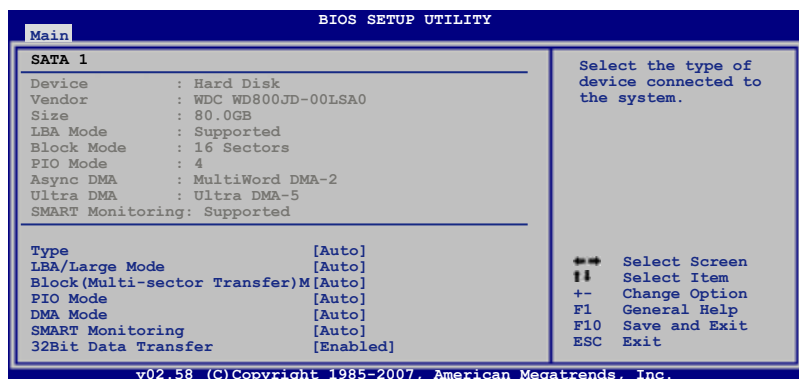 BIOS SETUP UTILITY
Main
SATA 1
Device : Hard Disk
Vendor : WDC WD800JD-00LSA0
Size : 80.0GB
LBA Mode : Supported
Block Mode : 16 Sectors
PIO Mode : 4
Async DMA : MultiWord DMA-2
Ultra DMA : Ultra DMA-5
SMART Monitoring: Supported
Type [Auto]
LBA/Large Mode [Auto]
Block(Multi-sector Transfer)M[Auto]
PIO Mode [Auto]
DMA Mode [Auto]
SMART Monitoring [Auto]
32Bit Data Transfer [Enabled]
Select the type of
device connected to
the system.
←→ Select Screen
↑↓ Select Item
+- Change Option
F1 General Help
F10 Save and Exit
ESC Exit
v02.58 (C)Copyright 1985-2007, American Megatrends, Inc.